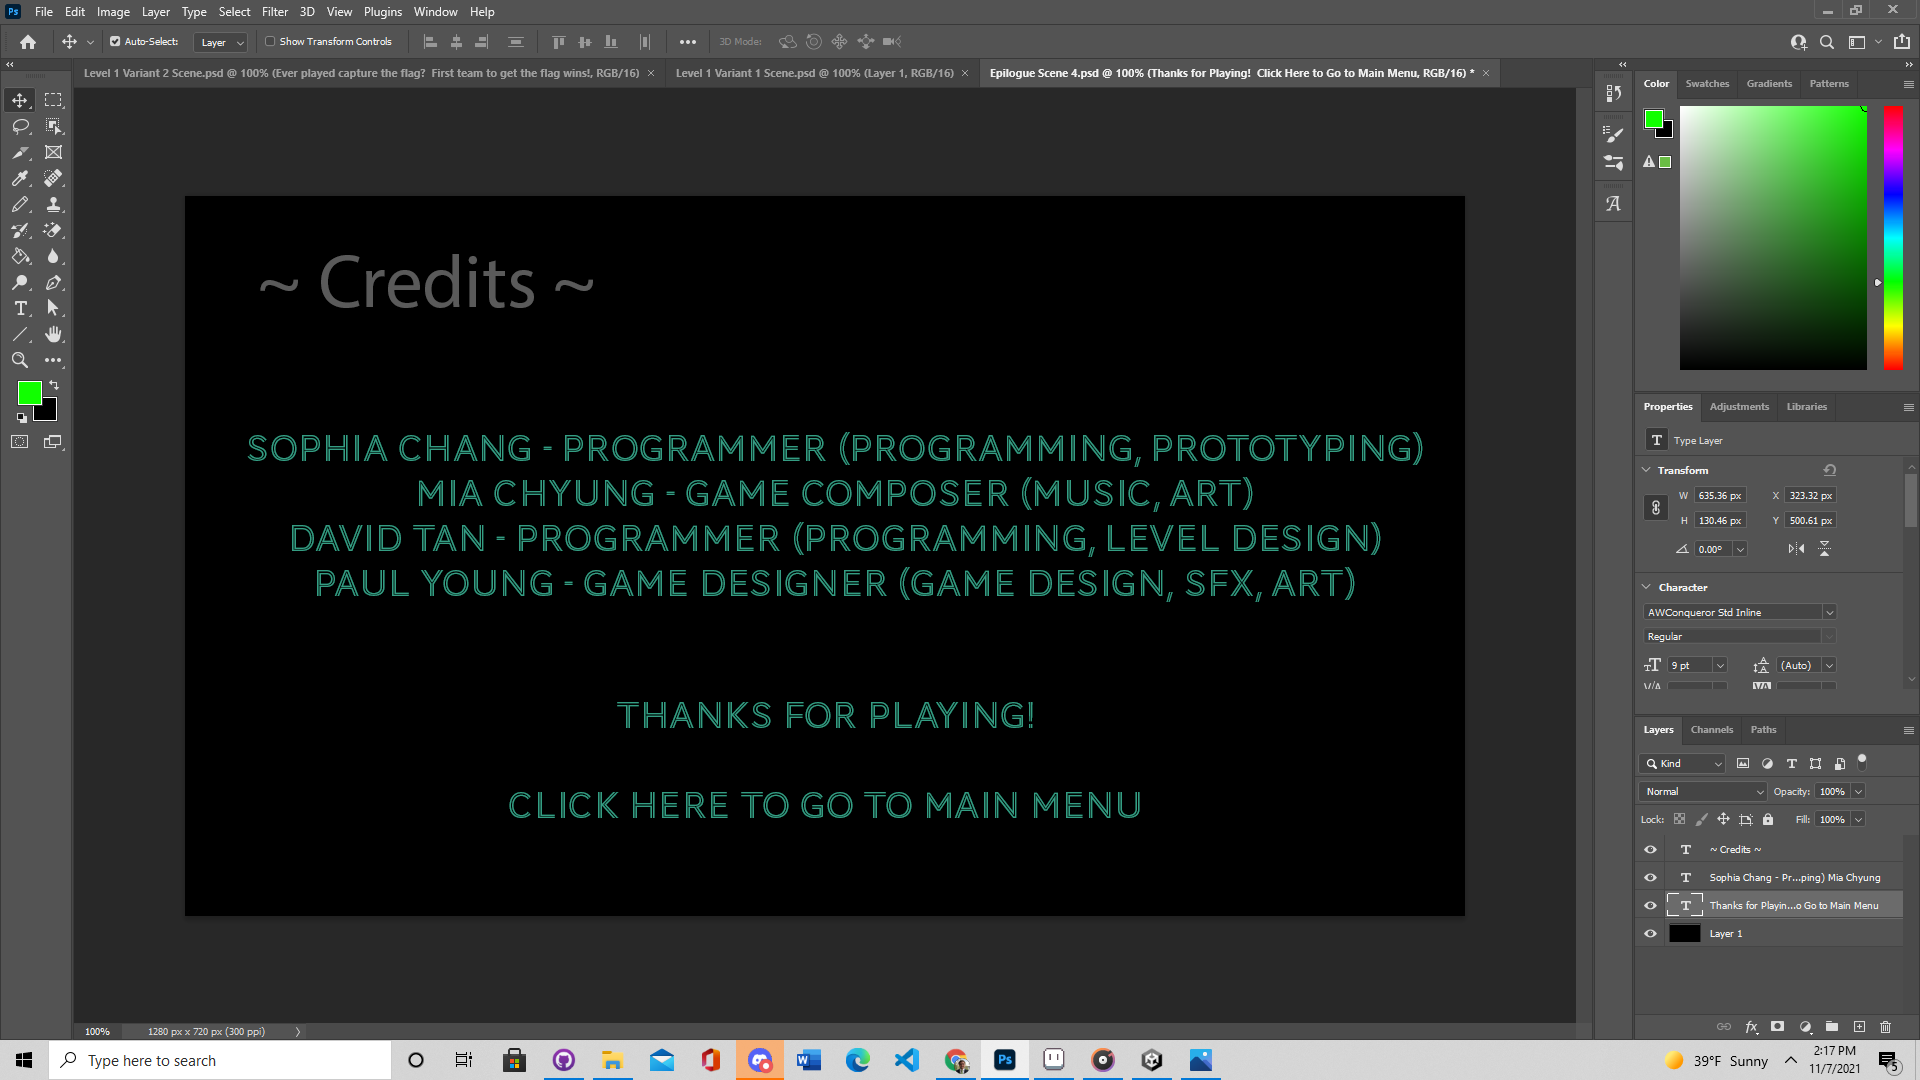 Ps File Edit Image Layer Type Select Filter 3D View Plugins Window Help
Auto-Select: Layer Show Transform Controls 3D Mode:
Level 1 Variant 2 Scene.psd @ 100% (Ever played capture the flag? First team to get the flag wins!, RGB/16) × Level 1 Variant 1 Scene.psd @ 100% (Layer 1, RGB/16) × Epilogue Scene 4.psd @ 100% (Thanks for Playing! Click Here to Go to Main Menu, RGB/16) * ×
Color Swatches Gradients Patterns
~ Credits ~
SOPHIA CHANG - PROGRAMMER (PROGRAMMING, PROTOTYPING)
MIA CHYUNG - GAME COMPOSER (MUSIC, ART)
DAVID TAN - PROGRAMMER (PROGRAMMING, LEVEL DESIGN)
PAUL YOUNG - GAME DESIGNER (GAME DESIGN, SFX, ART)
THANKS FOR PLAYING!
CLICK HERE TO GO TO MAIN MENU
Properties Adjustments Libraries
T Type Layer
Transform
W 635.36 px X 323.32 px
H 130.46 px Y 500.61 px
0.00°
Character
AWConqueror Std Inline
Regular
9 pt (Auto)
Layers Channels Paths
Kind
Normal Opacity: 100%
Lock: Fill: 100%
T ~ Credits ~
T Sophia Chang - Pr...ping) Mia Chyung
T Thanks for Playin...o Go to Main Menu
Layer 1
100% 1280 px x 720 px (300 ppi)
Type here to search
Ps
39°F Sunny
2:17 PM
11/7/2021
5